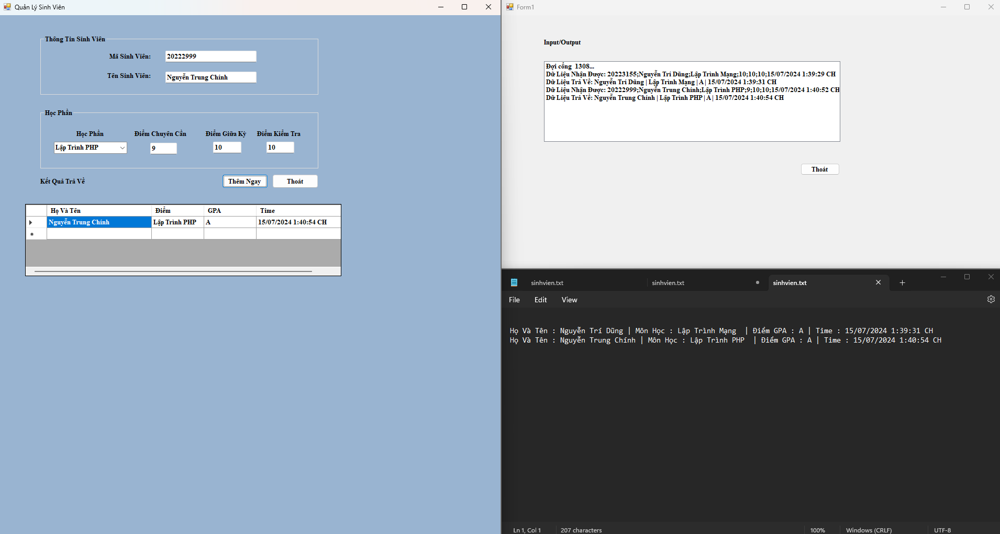 Quản Lý Sinh Viên
Thông Tin Sinh Viên
Mã Sinh Viên: 20222999
Tên Sinh Viên: Nguyễn Trung Chính
Học Phần
Học Phần Điểm Chuyên Cần Điểm Giữa Kỳ Điểm Kiểm Tra
Lập Trình PHP 9 10 10
Kết Quả Trả Về Thêm Ngay Thoát
Họ Và Tên Điểm GPA Time
Nguyễn Trung Chính Lập Trình PHP A 15/07/2024 1:40:54 CH
Form1
Input/Output
Đợi cổng 1308...
Dữ Liệu Nhận Được: 20223155;Nguyễn Trí Dũng;Lập Trình Mạng;10;10;10;15/07/2024 1:39:29 CH
Dữ Liệu Trả Về: Nguyễn Trí Dũng | Lập Trình Mạng | A | 15/07/2024 1:39:31 CH
Dữ Liệu Nhận Được: 20222999;Nguyễn Trung Chính;Lập Trình PHP;9;10;10;15/07/2024 1:40:52 CH
Dữ Liệu Trả Về: Nguyễn Trung Chính | Lập Trình PHP | A | 15/07/2024 1:40:54 CH
Thoát
sinhvien.txt sinhvien.txt sinhvien.txt
File Edit View
Họ Và Tên : Nguyễn Trí Dũng | Môn Học : Lập Trình Mạng | Điểm GPA : A | Time : 15/07/2024 1:39:31 CH
Họ Và Tên : Nguyễn Trung Chính | Môn Học : Lập Trình PHP | Điểm GPA : A | Time : 15/07/2024 1:40:54 CH
Ln 1, Col 1 207 characters 100% Windows (CRLF) UTF-8